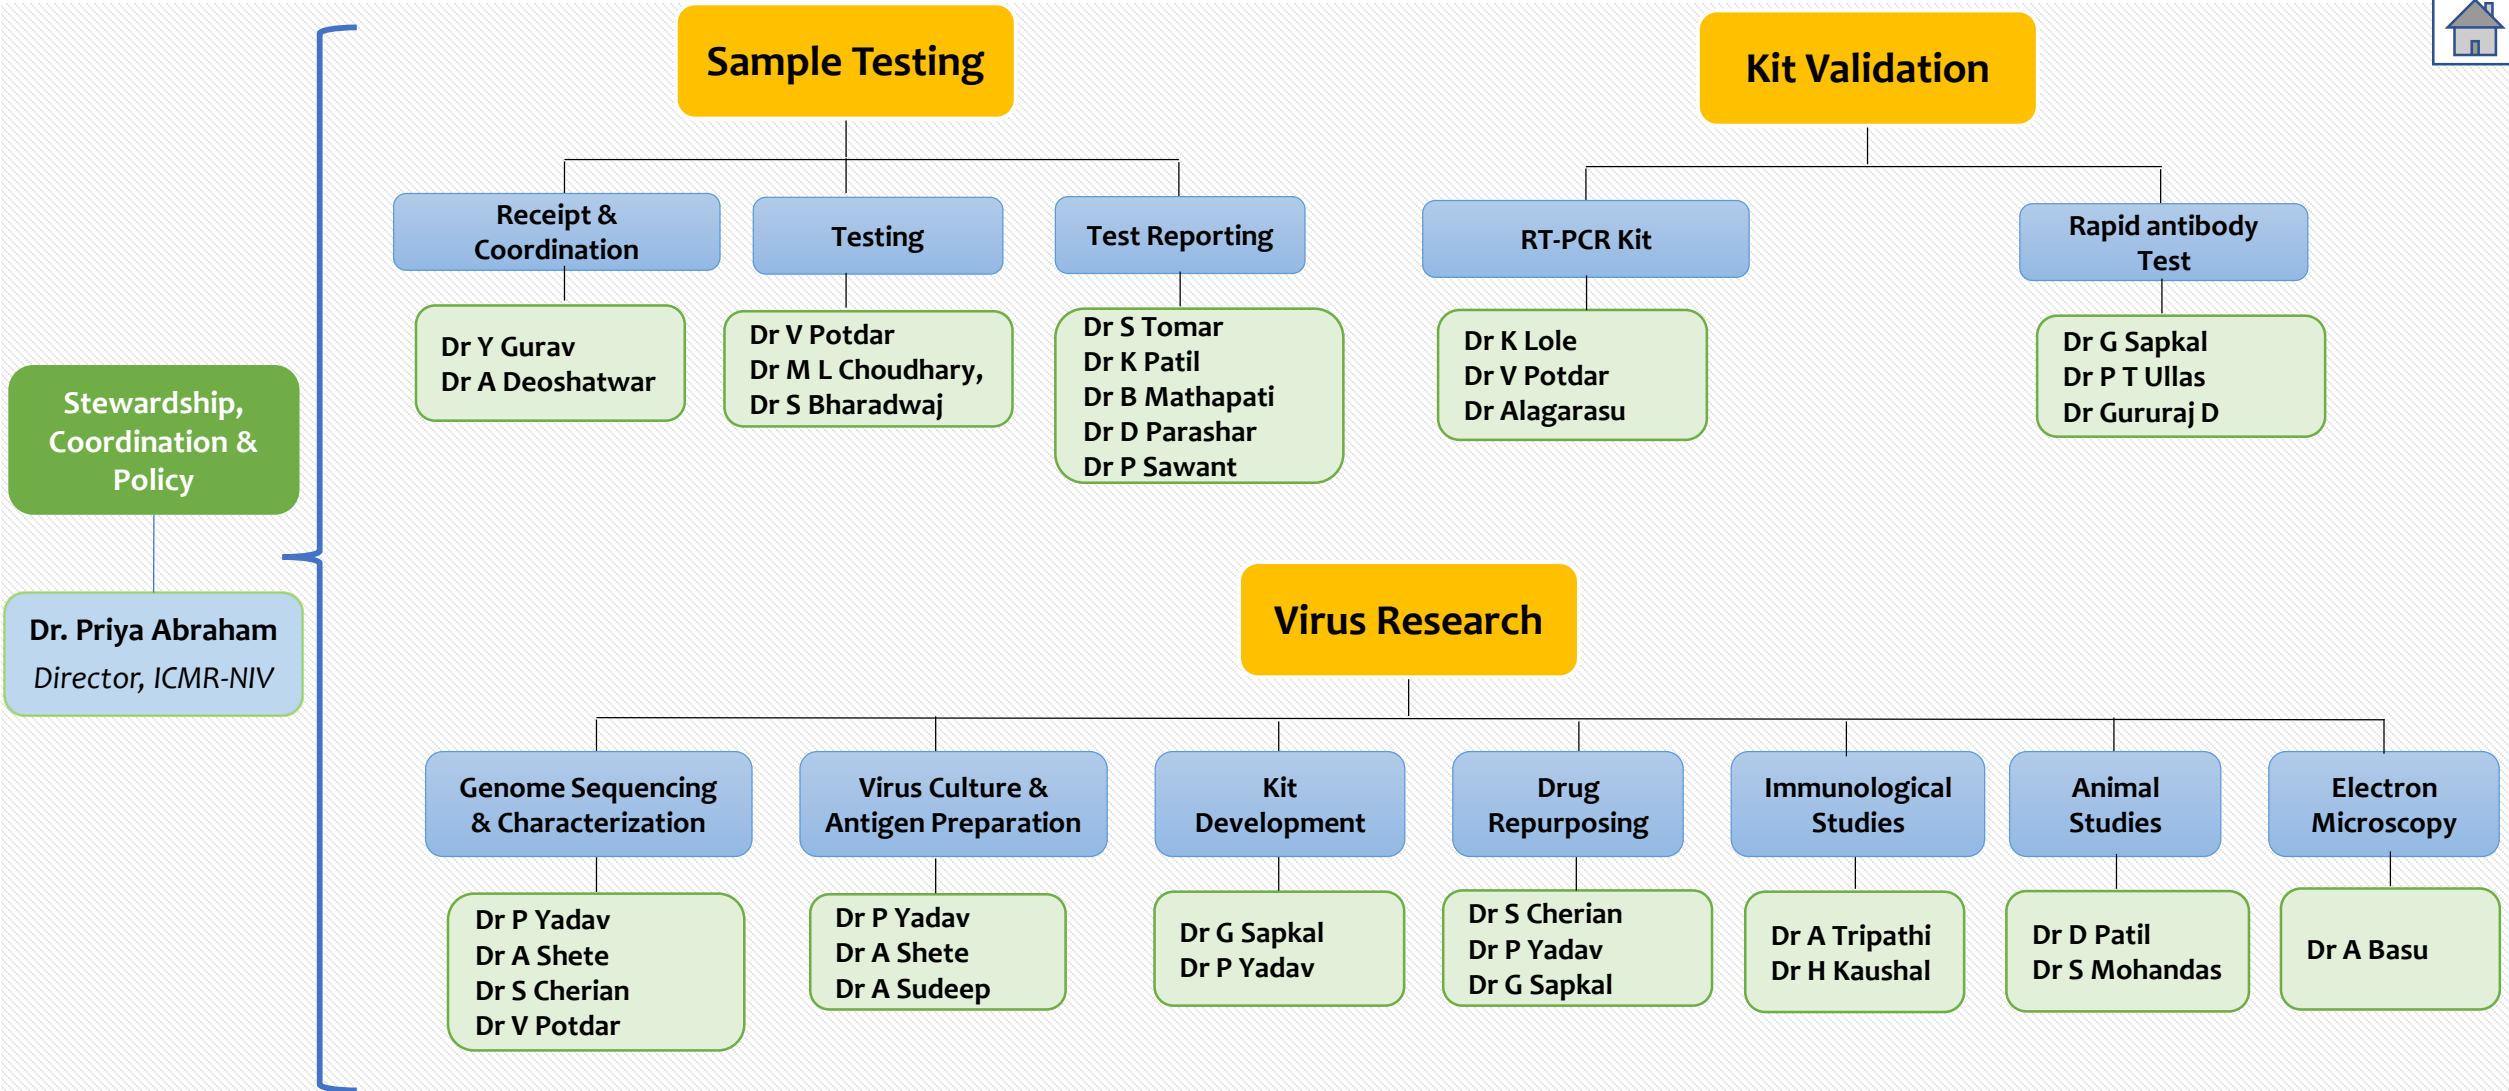 Sample Testing
Receipt &
Coordination
Dr Y Gurav
Dr A Deoshatwar
Testing
Dr V Potdar
Dr M L Choudhary,
Dr S Bharadwaj
Test Reporting
Dr S Tomar
Dr K Patil
Dr B Mathapati
Dr D Parashar
Dr P Sawant
Kit Validation
RT-PCR Kit
Dr K Lole
Dr V Potdar
Dr Alagarasu
Rapid antibody
Test
Dr G Sapkal
Dr P T Ullas
Dr Gururaj D
Stewardship,
Coordination &
Policy
Dr. Priya Abraham
Director, ICMR-NIV
Virus Research
Genome Sequencing
& Characterization
Dr P Yadav
Dr A Shete
Dr S Cherian
Dr V Potdar
Virus Culture &
Antigen Preparation
Dr P Yadav
Dr A Shete
Dr A Sudeep
Kit
Development
Dr G Sapkal
Dr P Yadav
Drug
Repurposing
Dr S Cherian
Dr P Yadav
Dr G Sapkal
Immunological
Studies
Dr A Tripathi
Dr H Kaushal
Animal
Studies
Dr D Patil
Dr S Mohandas
Electron
Microscopy
Dr A Basu